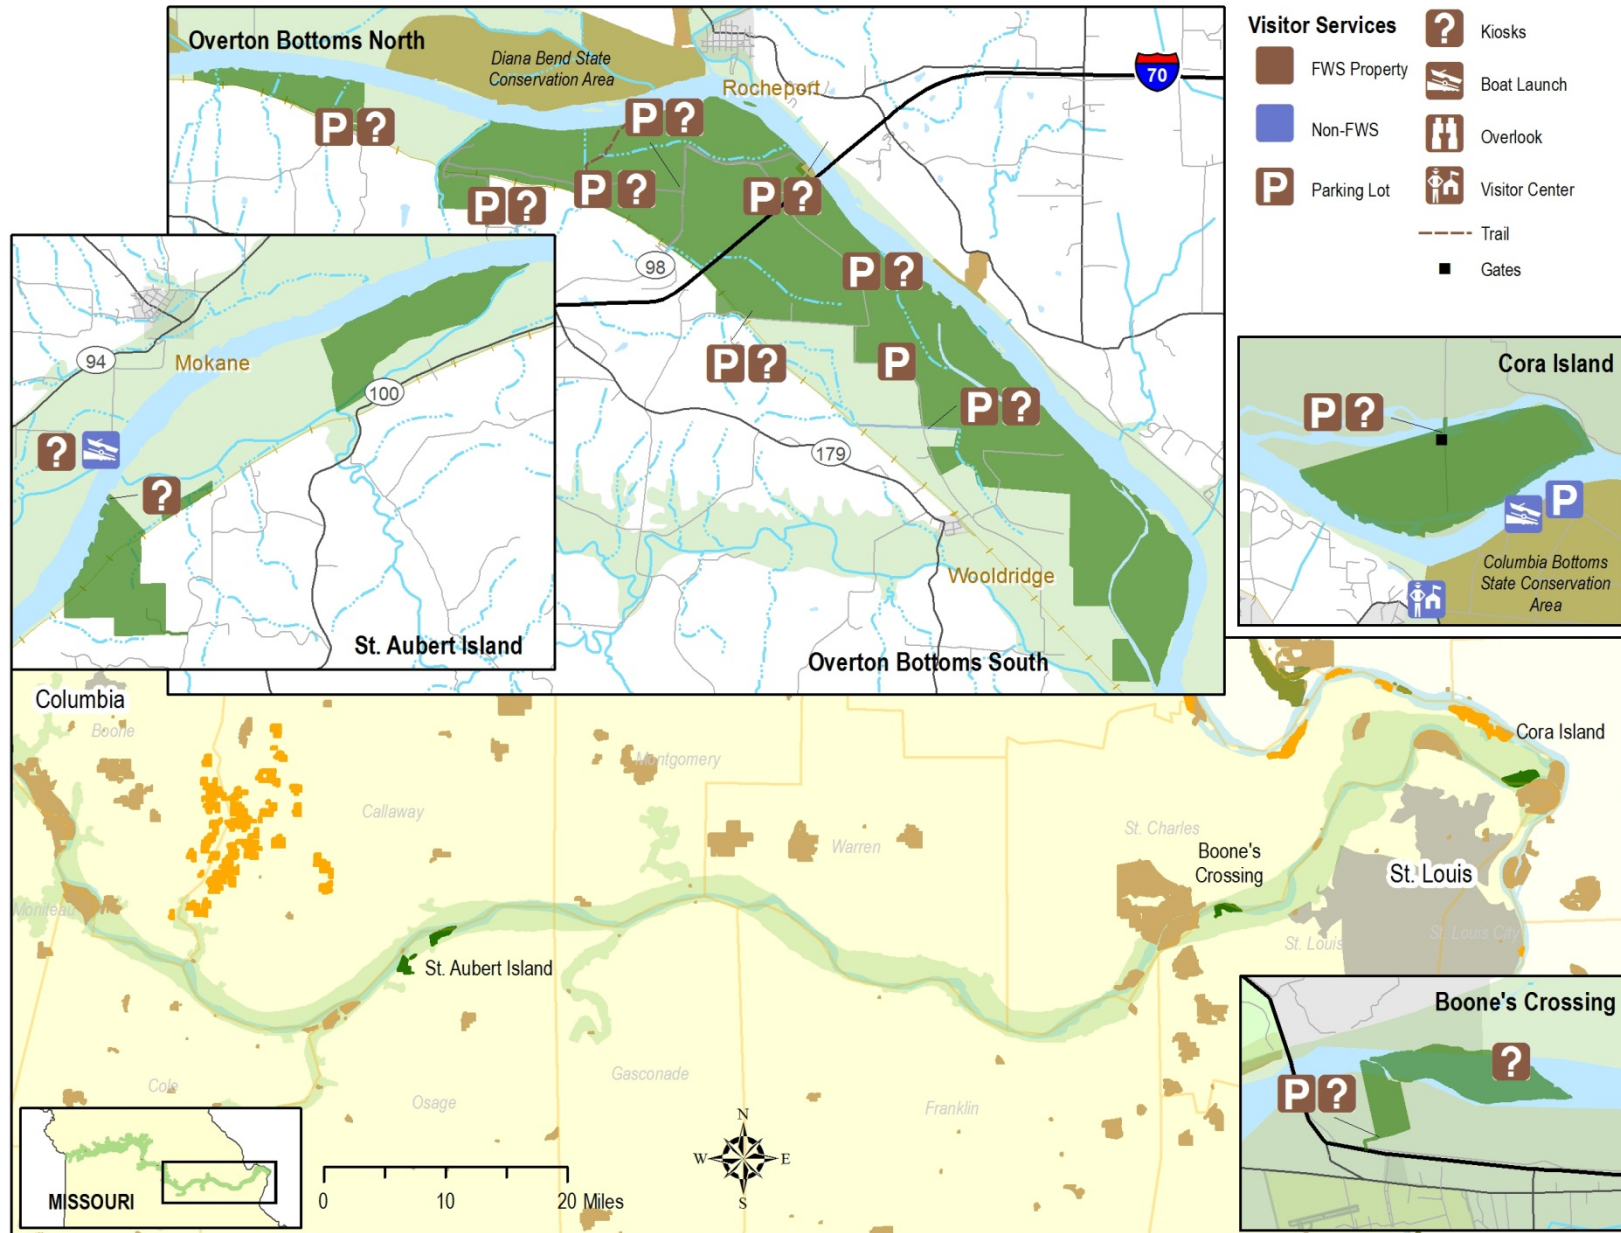 Overton Bottoms North
Diana Bend State
Conservation Area
Rocheport
70
P ?
P ?
P ?
P ?
P ?
98
P ?
P ?
P
P ?
179
Wooldridge
Overton Bottoms South
Visitor Services
FWS Property
Non-FWS
P Parking Lot
? Kiosks
Boat Launch
Overlook
Visitor Center
Trail
Gates
94
Mokane
100
?
?
St. Aubert Island
Cora Island
P ?
P
Columbia Bottoms
State Conservation
Area
Columbia
Boone
Montgomery
Callaway
Warren
St. Charles
Cora Island
Boone's
Crossing
St. Louis
Moniteau
St. Louis
St. Louis City
St. Aubert Island
Cole
Osage
Gasconade
Franklin
Boone's Crossing
?
P ?
MISSOURI
0 10 20 Miles
N
W E
S